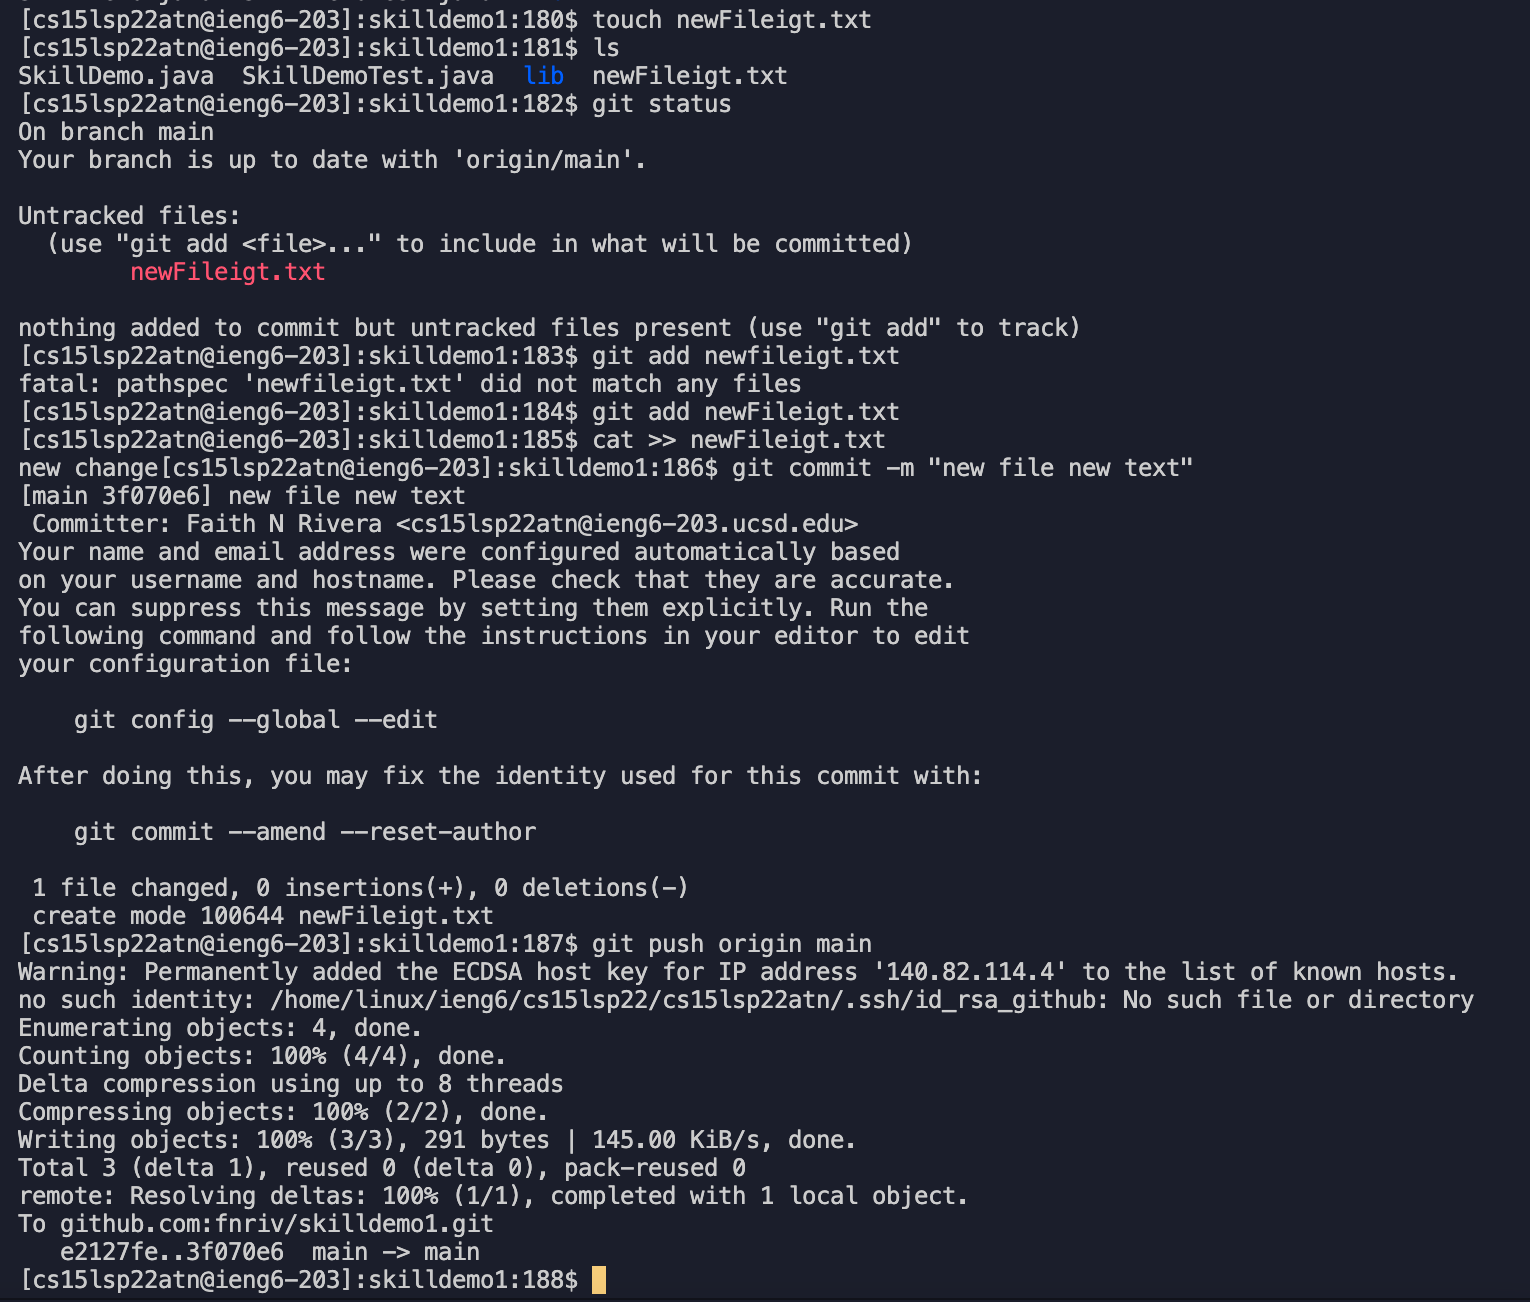 [cs15lsp22atn@ieng6-203]:skilldemo1:180$ touch newFileigt.txt
[cs15lsp22atn@ieng6-203]:skilldemo1:181$ ls
SkillDemo.java  SkillDemoTest.java  lib  newFileigt.txt
[cs15lsp22atn@ieng6-203]:skilldemo1:182$ git status
On branch main
Your branch is up to date with 'origin/main'.

Untracked files:
  (use "git add <file>..." to include in what will be committed)
        newFileigt.txt

nothing added to commit but untracked files present (use "git add" to track)
[cs15lsp22atn@ieng6-203]:skilldemo1:183$ git add newfileigt.txt
fatal: pathspec 'newfileigt.txt' did not match any files
[cs15lsp22atn@ieng6-203]:skilldemo1:184$ git add newFileigt.txt
[cs15lsp22atn@ieng6-203]:skilldemo1:185$ cat >> newFileigt.txt
new change[cs15lsp22atn@ieng6-203]:skilldemo1:186$ git commit -m "new file new text"
[main 3f070e6] new file new text
 Committer: Faith N Rivera <cs15lsp22atn@ieng6-203.ucsd.edu>
Your name and email address were configured automatically based
on your username and hostname. Please check that they are accurate.
You can suppress this message by setting them explicitly. Run the
following command and follow the instructions in your editor to edit
your configuration file:

    git config --global --edit

After doing this, you may fix the identity used for this commit with:

    git commit --amend --reset-author

 1 file changed, 0 insertions(+), 0 deletions(-)
 create mode 100644 newFileigt.txt
[cs15lsp22atn@ieng6-203]:skilldemo1:187$ git push origin main
Warning: Permanently added the ECDSA host key for IP address '140.82.114.4' to the list of known hosts.
no such identity: /home/linux/ieng6/cs15lsp22/cs15lsp22atn/.ssh/id_rsa_github: No such file or directory
Enumerating objects: 4, done.
Counting objects: 100% (4/4), done.
Delta compression using up to 8 threads
Compressing objects: 100% (2/2), done.
Writing objects: 100% (3/3), 291 bytes | 145.00 KiB/s, done.
Total 3 (delta 1), reused 0 (delta 0), pack-reused 0
remote: Resolving deltas: 100% (1/1), completed with 1 local object.
To github.com:fnriv/skilldemo1.git
   e2127fe..3f070e6  main -> main
[cs15lsp22atn@ieng6-203]:skilldemo1:188$